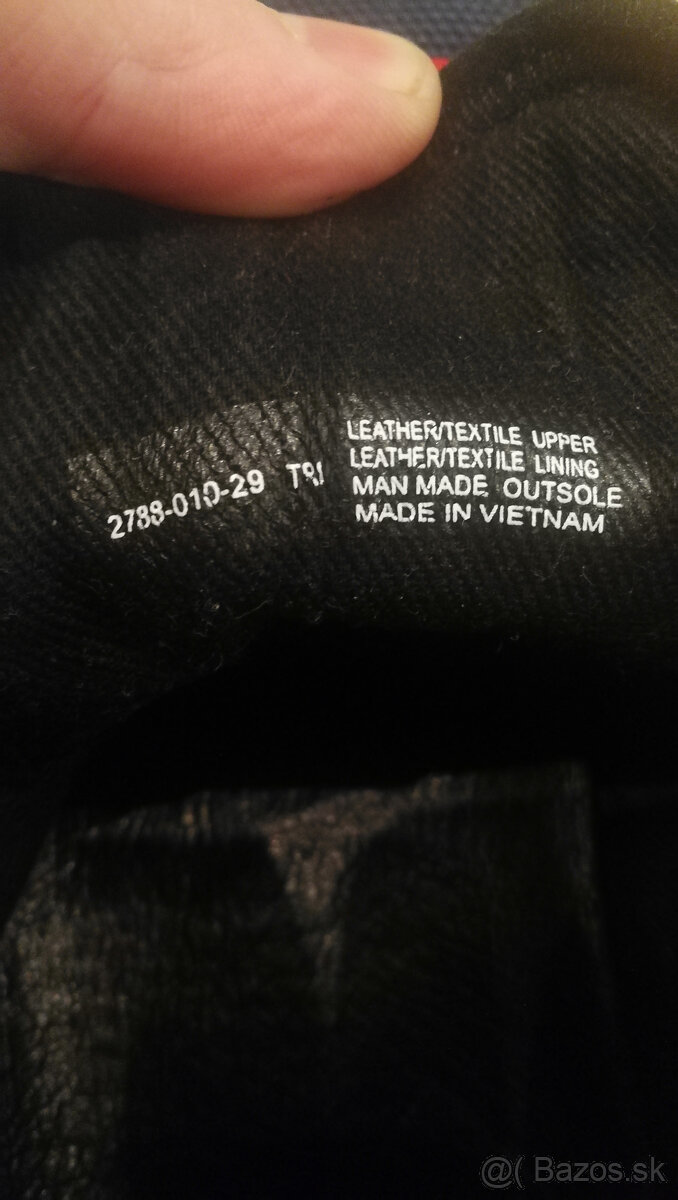 2788-010-29
LEATHER/TEXTILE UPPER
LEATHER/TEXTILE LINING
MAN MADE OUTSOLE
MADE IN VIETNAM
@( Bazos.sk